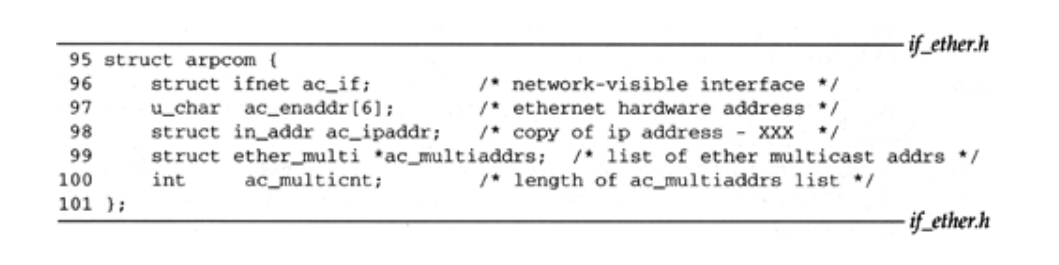 if_ether.h
95 struct arpcom {
96     struct ifnet ac_if;          /* network-visible interface */
97     u_char  ac_enaddr[6];        /* ethernet hardware address */
98     struct in_addr ac_ipaddr;    /* copy of ip address - XXX  */
99     struct ether_multi *ac_multiaddrs;  /* list of ether multicast addrs */
100     int     ac_multicnt;         /* length of ac_multiaddrs list */
101 };
if_ether.h